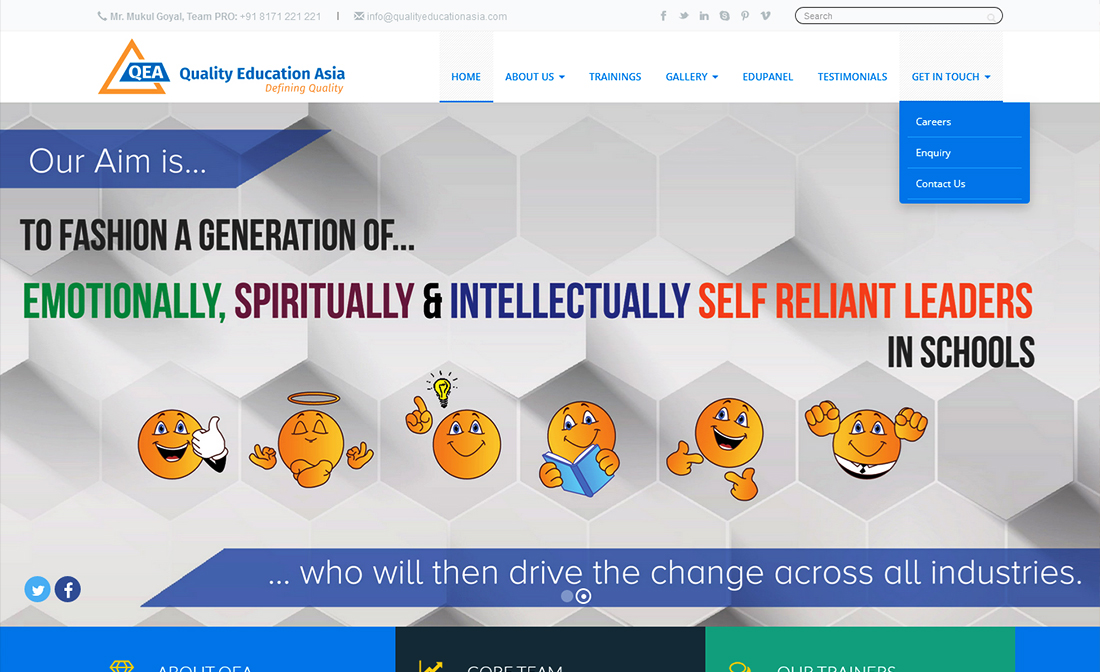 Mr. Mukul Goyal, Team PRO: +91 8171 221 221 | info@qualityeducationasia.com
Search
QEA Quality Education Asia
Defining Quality
HOME ABOUT US TRAININGS GALLERY EDUPANEL TESTIMONIALS GET IN TOUCH
Careers
Enquiry
Contact Us
Our Aim is...
TO FASHION A GENERATION OF...
EMOTIONALLY, SPIRITUALLY & INTELLECTUALLY SELF RELIANT LEADERS
IN SCHOOLS
... who will then drive the change across all industries.
ABOUT QEA CORE TEAM OUR TRAINERS